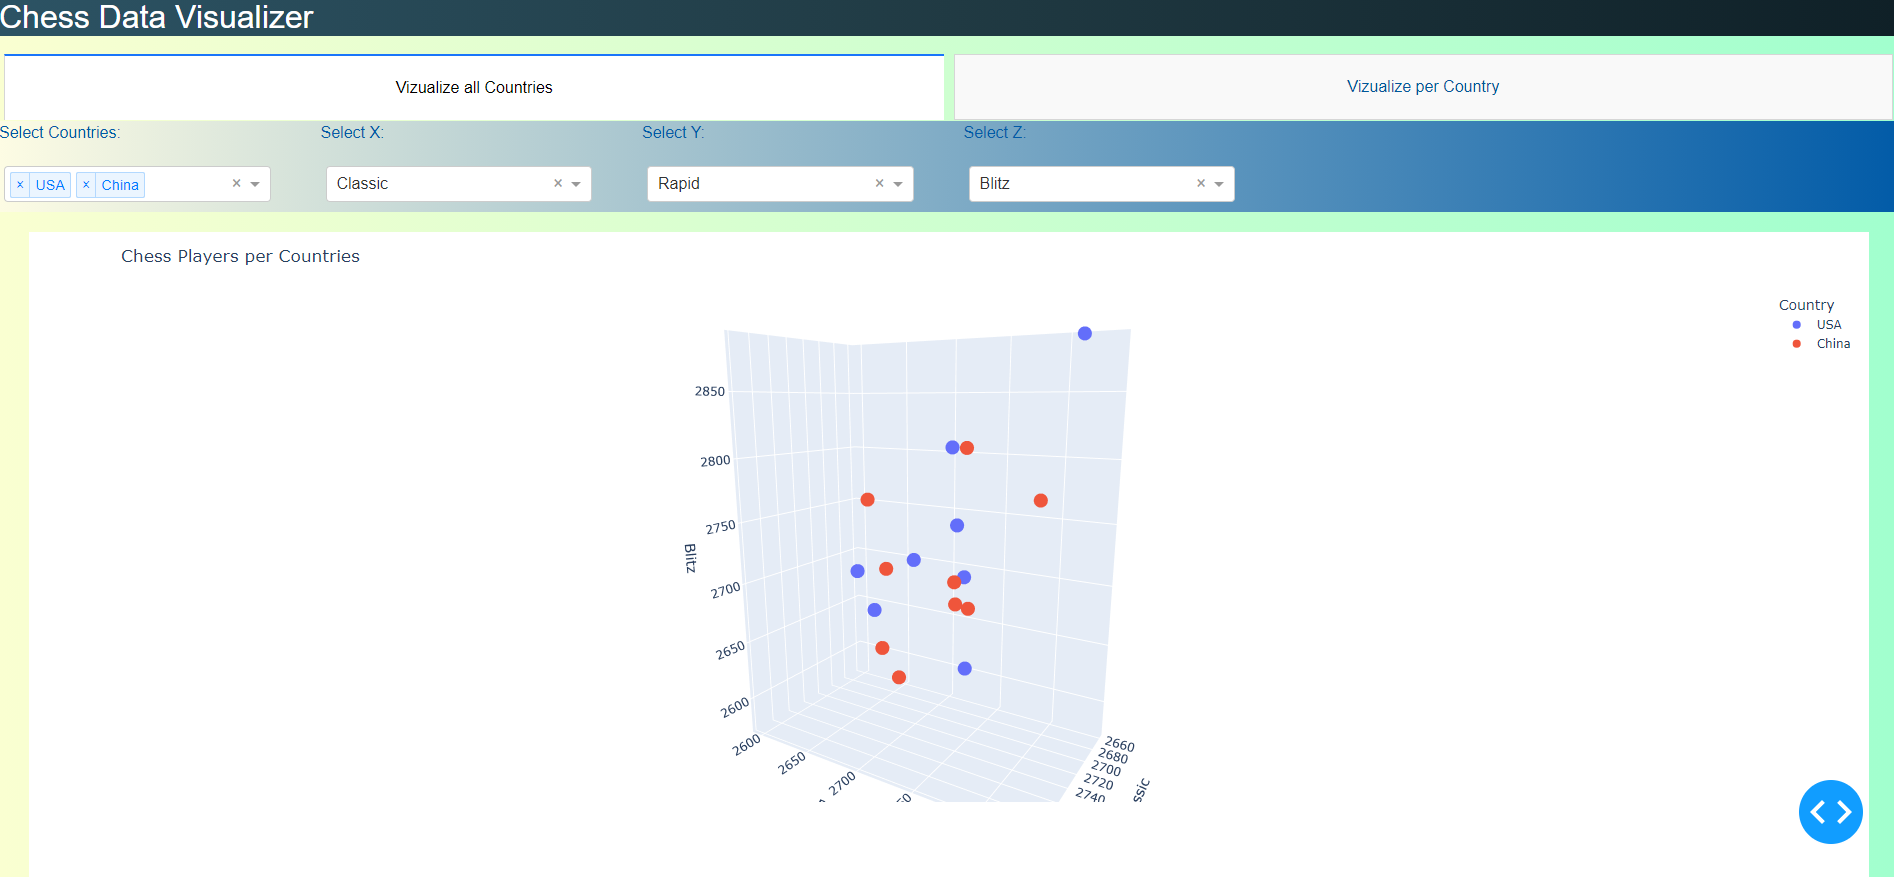 Chess Data Visualizer
Vizualize all Countries
Vizualize per Country
Select Countries:
Select X:
Select Y:
Select Z:
× USA × China
Classic
Rapid
Blitz
Chess Players per Countries
Country
USA
China
2850
2800
2750
2700
2650
2600
Blitz
2600
2650
2700
2660
2680
2700
2720
2740